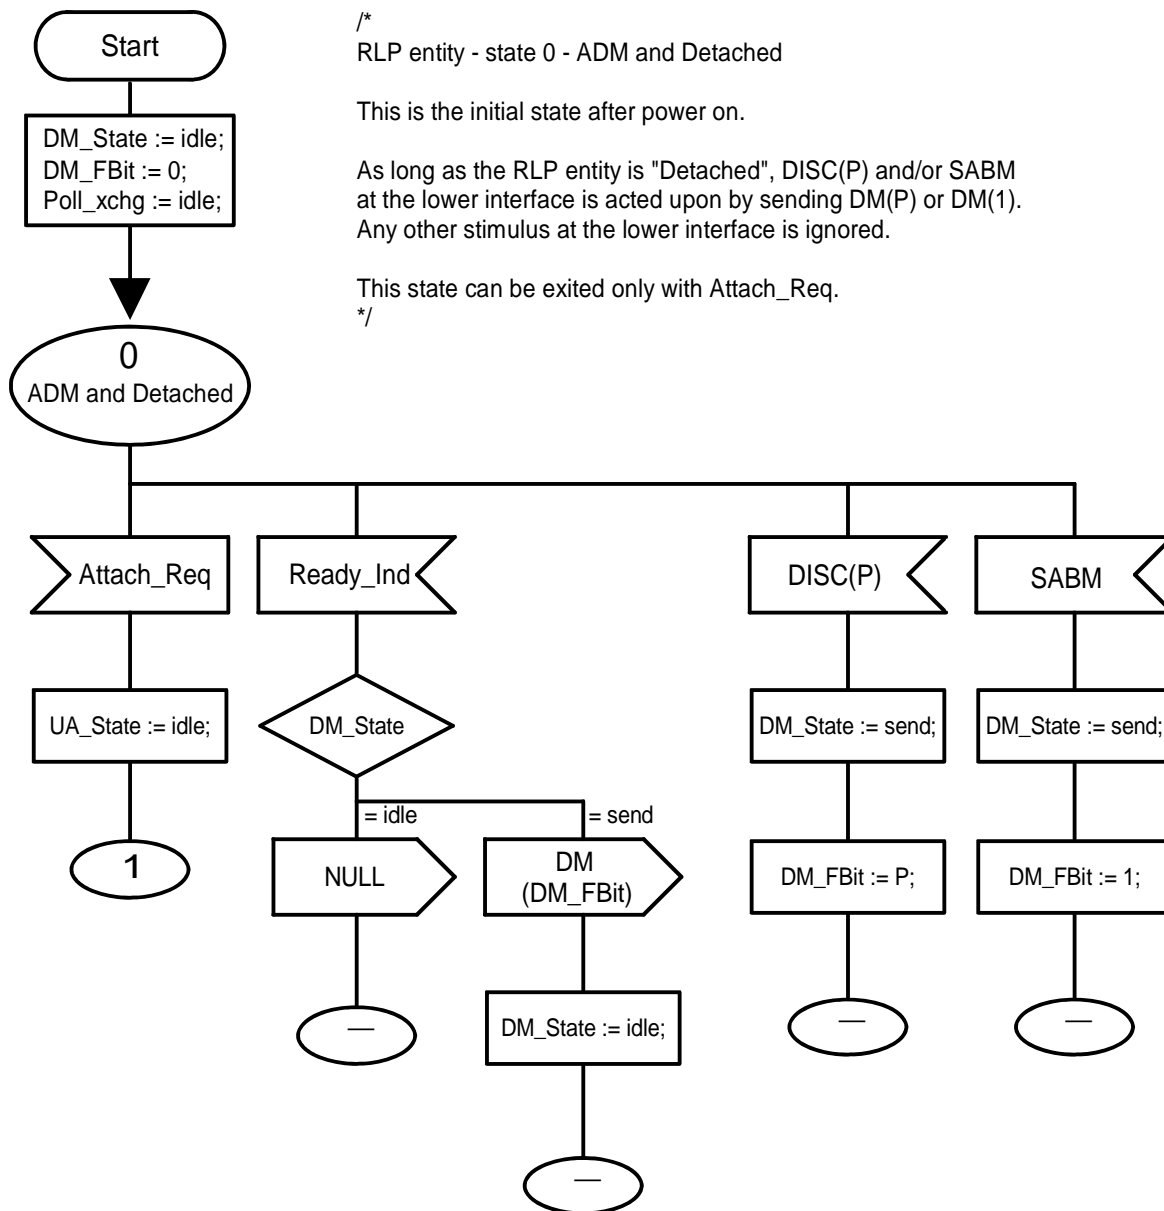 Start
DM_State := idle;
DM_FBit := 0;
Poll_xchg := idle;
/*
RLP entity - state 0 - ADM and Detached
This is the initial state after power on.
As long as the RLP entity is "Detached", DISC(P) and/or SABM
at the lower interface is acted upon by sending DM(P) or DM(1).
Any other stimulus at the lower interface is ignored.
This state can be exited only with Attach_Req.
*/
0
ADM and Detached
Attach_Req
Ready_Ind
DISC(P)
SABM
UA_State := idle;
DM_State
DM_State := send;
DM_State := send;
= idle
= send
1
NULL
DM
(DM_FBit)
DM_FBit := P;
DM_FBit := 1;
—
DM_State := idle;
—
—
—